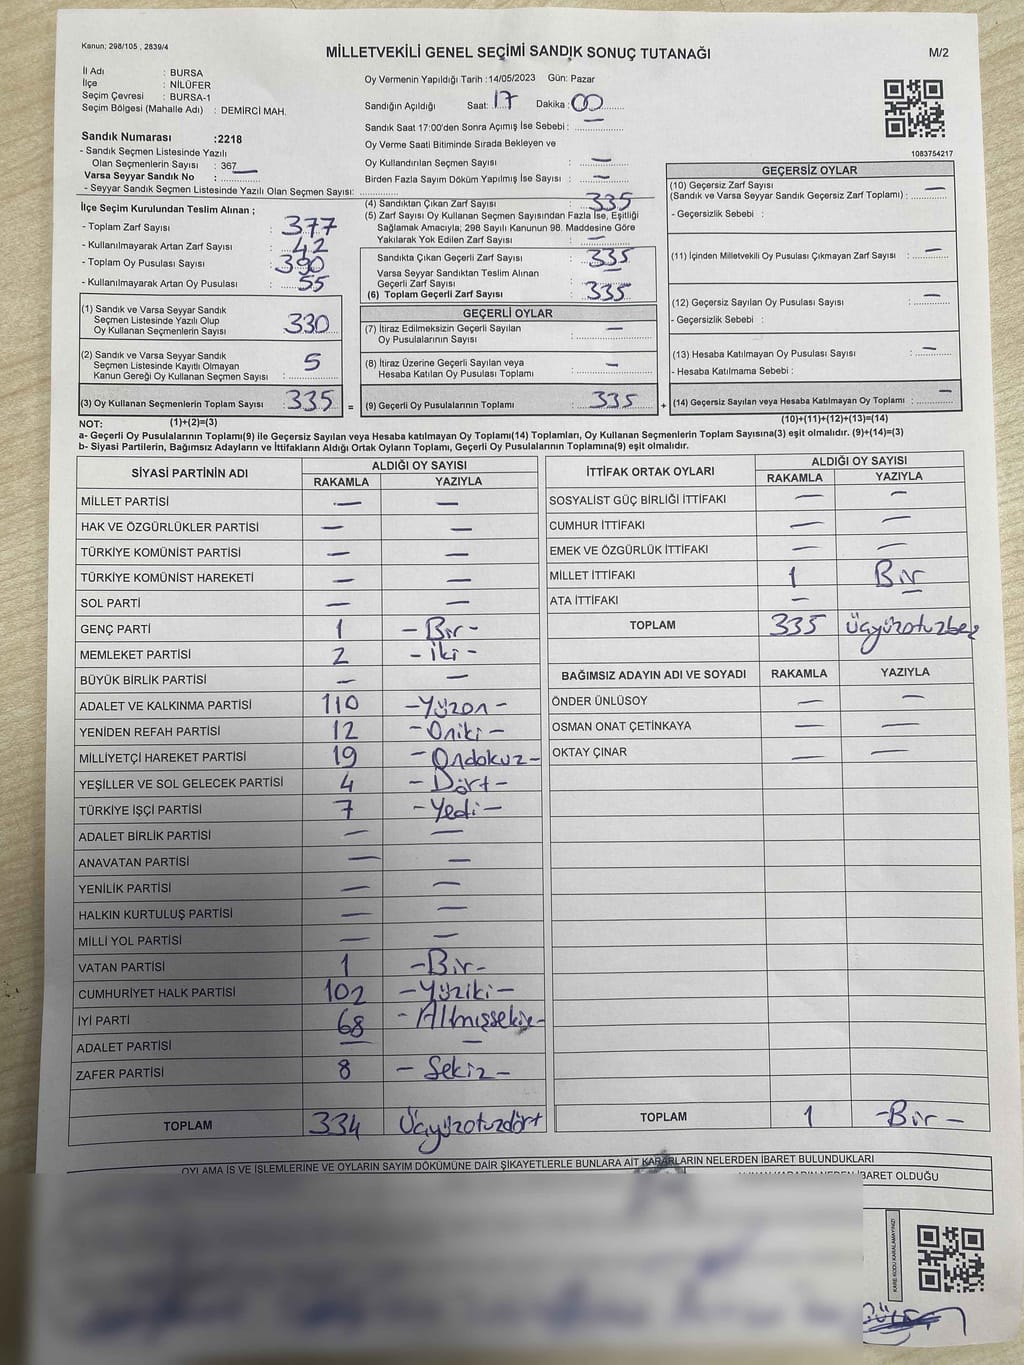 Kanun; 298/105 , 2839/4
MİLLETVEKİLİ GENEL SEÇİMİ SANDIK SONUÇ TUTANAĞI
M/2
İl Adı : BURSA
İlçe : NİLÜFER
Seçim Çevresi : BURSA-1
Seçim Bölgesi (Mahalle Adı) : DEMİRCİ MAH.
Oy Vermenin Yapıldığı Tarih :14/05/2023 Gün: Pazar
Sandığın Açıldığı Saat: 17 Dakika : 00
Sandık Saat 17:00'den Sonra Açımış İse Sebebi : —
Oy Verme Saati Bitiminde Sırada Bekleyen ve
Oy Kullandırılan Seçmen Sayısı : —
Birden Fazla Sayım Döküm Yapılmış İse Sayısı : —
1083754217
Sandık Numarası :2218
- Sandık Seçmen Listesinde Yazılı
Olan Seçmenlerin Sayısı : 367
Varsa Seyyar Sandık No : —
- Seyyar Sandık Seçmen Listesinde Yazılı Olan Seçmen Sayısı:
İlçe Seçim Kurulundan Teslim Alınan ;
- Toplam Zarf Sayısı : 377
- Kullanılmayarak Artan Zarf Sayısı : 42
- Toplam Oy Pusulası Sayısı : 390
- Kullanılmayarak Artan Oy Pusulası : 55
(1) Sandık ve Varsa Seyyar Sandık
Seçmen Listesinde Yazılı Olup
Oy Kullanan Seçmenlerin Sayısı : 330
(2) Sandık ve Varsa Seyyar Sandık
Seçmen Listesinde Kayıtlı Olmayan
Kanun Gereği Oy Kullanan Seçmen Sayısı : 5
(3) Oy Kullanan Seçmenlerin Toplam Sayısı : 335 =
(4) Sandıktan Çıkan Zarf Sayısı : 335
(5) Zarf Sayısı Oy Kullanan Seçmen Sayısından Fazla İse, Eşitliği
Sağlamak Amacıyla; 298 Sayılı Kanunun 98. Maddesine Göre
Yakılarak Yok Edilen Zarf Sayısı : —
Sandıkta Çıkan Geçerli Zarf Sayısı : 335
Varsa Seyyar Sandıktan Teslim Alınan
Geçerli Zarf Sayısı : —
(6) Toplam Geçerli Zarf Sayısı : 335
GEÇERLİ OYLAR
(7) İtiraz Edilmeksizin Geçerli Sayılan
Oy Pusulalarının Sayısı : —
(8) İtiraz Üzerine Geçerli Sayılan veya
Hesaba Katılan Oy Pusulası Toplamı : —
(9) Geçerli Oy Pusulalarının Toplamı : 335 +
GEÇERSİZ OYLAR
(10) Geçersiz Zarf Sayısı
(Sandık ve Varsa Seyyar Sandık Geçersiz Zarf Toplamı) : —
- Geçersizlik Sebebi :
(11) İçinden Milletvekili Oy Pusulası Çıkmayan Zarf Sayısı : —
(12) Geçersiz Sayılan Oy Pusulası Sayısı : —
- Geçersizlik Sebebi :
(13) Hesaba Katılmayan Oy Pusulası Sayısı : —
- Hesaba Katılmama Sebebi :
(14) Geçersiz Sayılan veya Hesaba Katılmayan Oy Toplamı : —
NOT: (1)+(2)=(3) (10)+(11)+(12)+(13)=(14)
a- Geçerli Oy Pusulalarının Toplamı(9) ile Geçersiz Sayılan veya Hesaba katılmayan Oy Toplamı(14) Toplamları, Oy Kullanan Seçmenlerin Toplam Sayısına(3) eşit olmalıdır. (9)+(14)=(3)
b- Siyasi Partilerin, Bağımsız Adayların ve İttifakların Aldığı Ortak Oyların Toplamı, Geçerli Oy Pusulalarının Toplamına(9) eşit olmalıdır.
SİYASİ PARTİNİN ADI ALDIĞI OY SAYISI
RAKAMLA YAZIYLA
MİLLET PARTİSİ — —
HAK VE ÖZGÜRLÜKLER PARTİSİ — —
TÜRKİYE KOMÜNİST PARTİSİ — —
TÜRKİYE KOMÜNİST HAREKETİ — —
SOL PARTİ — —
GENÇ PARTİ 1 -Bir-
MEMLEKET PARTİSİ 2 -İki-
BÜYÜK BİRLİK PARTİSİ — —
ADALET VE KALKINMA PARTİSİ 110 -Yüzon-
YENİDEN REFAH PARTİSİ 12 -Oniki-
MİLLİYETÇİ HAREKET PARTİSİ 19 -Ondokuz-
YEŞİLLER VE SOL GELECEK PARTİSİ 4 -Dört-
TÜRKİYE İŞÇİ PARTİSİ 7 -Yedi-
ADALET BİRLİK PARTİSİ — —
ANAVATAN PARTİSİ — —
YENİLİK PARTİSİ — —
HALKIN KURTULUŞ PARTİSİ — —
MİLLİ YOL PARTİSİ — —
VATAN PARTİSİ 1 -Bir-
CUMHURİYET HALK PARTİSİ 102 -Yüziki-
İYİ PARTİ 68 -Altmışsekiz-
ADALET PARTİSİ — —
ZAFER PARTİSİ 8 -Sekiz-
TOPLAM 334 Üçyüzotuzdört
İTTİFAK ORTAK OYLARI ALDIĞI OY SAYISI
RAKAMLA YAZIYLA
SOSYALİST GÜÇ BİRLİĞİ İTTİFAKI — —
CUMHUR İTTİFAKI — —
EMEK VE ÖZGÜRLÜK İTTİFAKI — —
MİLLET İTTİFAKI 1 Bir
ATA İTTİFAKI — —
TOPLAM 335 Üçyüzotuzbeş
BAĞIMSIZ ADAYIN ADI VE SOYADI RAKAMLA YAZIYLA
ÖNDER ÜNLÜSOY — —
OSMAN ONAT ÇETİNKAYA — —
OKTAY ÇINAR — —
TOPLAM 1 -Bir-
OYLAMA İŞ VE İŞLEMLERİNE VE OYLARIN SAYIM DÖKÜMÜNE DAİR ŞİKAYETLERLE BUNLARA AİT KARARLARIN NELERDEN İBARET BULUNDUKLARI
KARARIN NEDEN İBARET OLDUĞU
KARE KODU KARALAMAYINIZ!